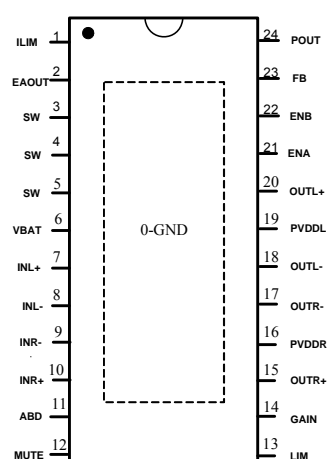 ILIM 1 24 POUT
EAOUT 2 23 FB
SW 3 22 ENB
SW 4 21 ENA
SW 5 20 OUTL+
VBAT 6 19 PVDDL
0-GND
INL+ 7 18 OUTL-
INL- 8 17 OUTR-
INR- 9 16 PVDDR
INR+ 10 15 OUTR+
ABD 11 14 GAIN
MUTE 12 13 LIM